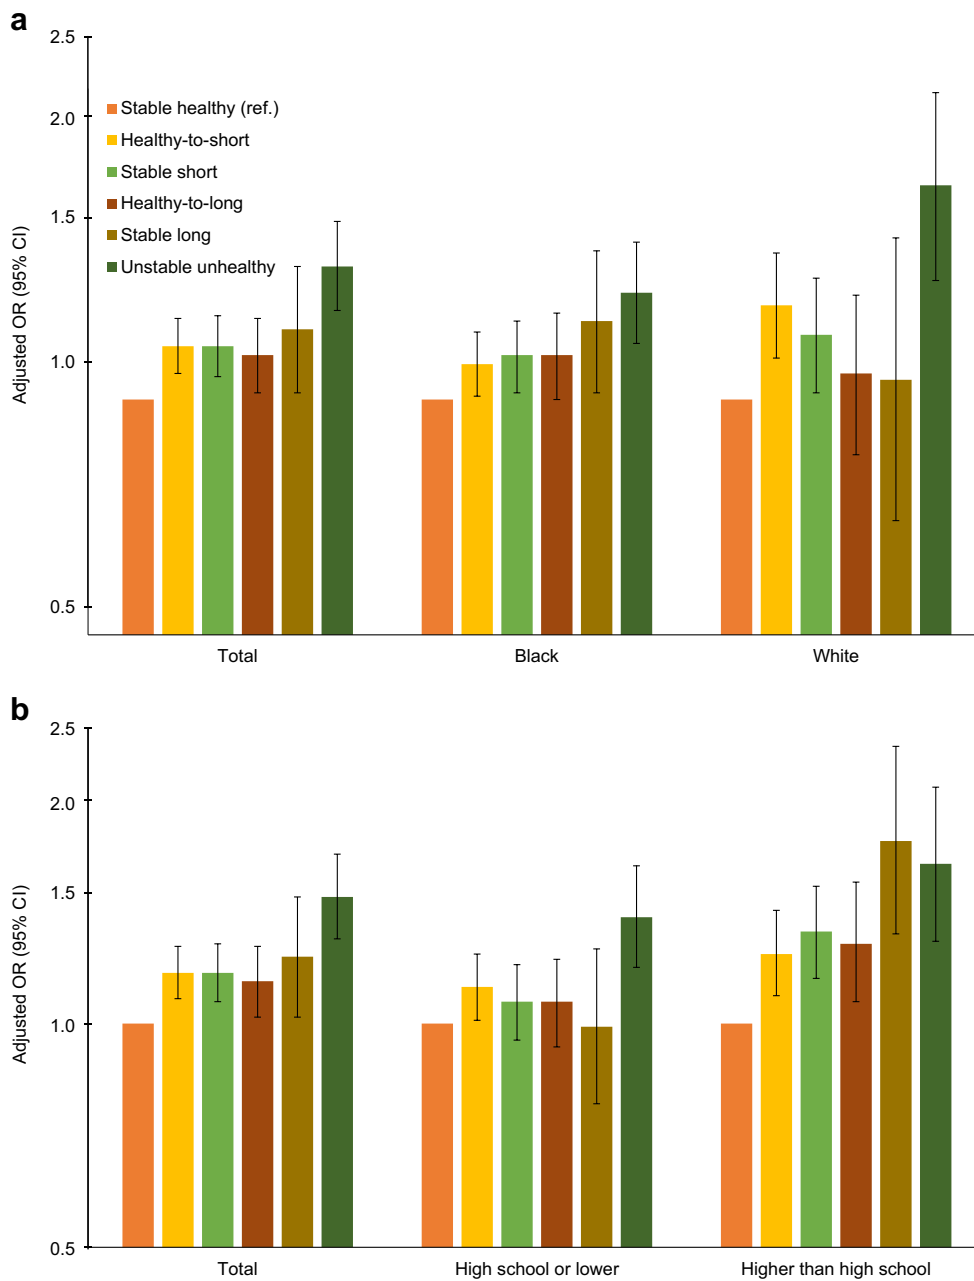 a
2.5
2.0
1.5
1.0
0.5
Adjusted OR (95% CI)
Stable healthy (ref.)
Healthy-to-short
Stable short
Healthy-to-long
Stable long
Unstable unhealthy
Total
Black
White
b
2.5
2.0
1.5
1.0
0.5
Adjusted OR (95% CI)
Total
High school or lower
Higher than high school